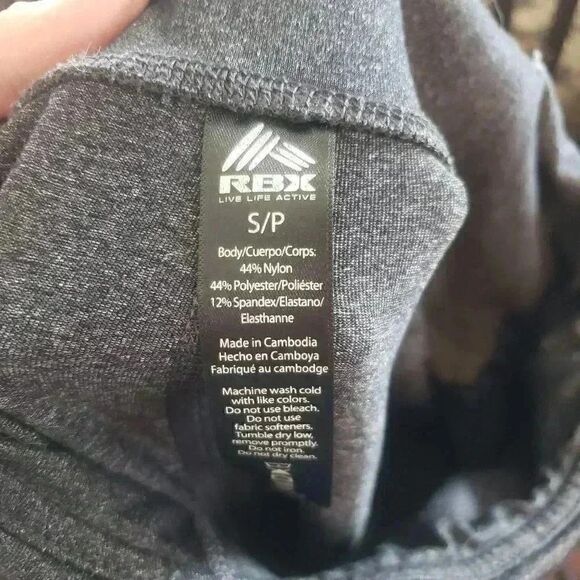 RBX
LIVE LIFE ACTIVE
S/P
Body/Cuerpo/Corps:
44% Nylon
44% Polyester/Poliéster
12% Spandex/Elastano/
Elasthanne
Made in Cambodia
Hecho en Camboya
Fabriqué au cambodge
Machine wash cold
with like colors.
Do not use bleach.
Do not use
fabric softeners.
Tumble dry low,
remove promptly.
Do not iron.
Do not dry clean.